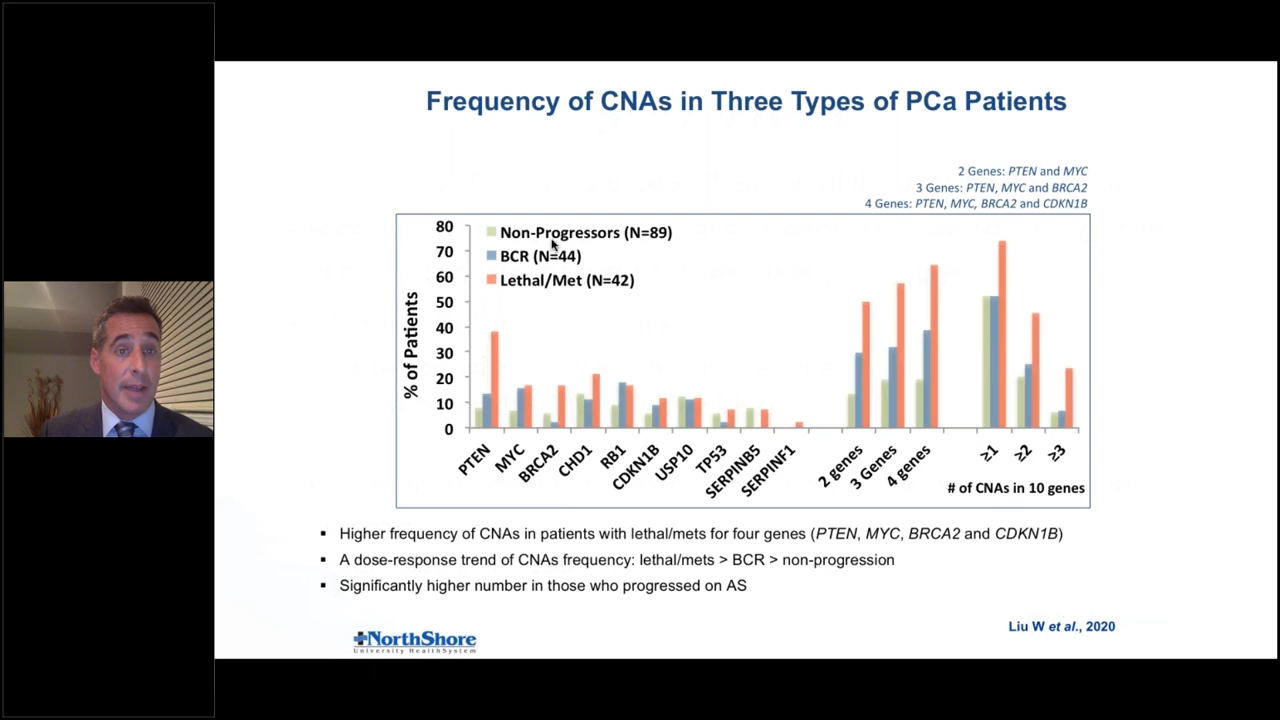 Frequency of CNAs in Three Types of PCa Patients
2 Genes: PTEN and MYC
3 Genes: PTEN, MYC and BRCA2
4 Genes: PTEN, MYC, BRCA2 and CDKN1B
80
70
60
50
40
30
20
10
0
% of Patients
Non-Progressors (N=89)
BCR (N=44)
Lethal/Met (N=42)
PTEN
MYC
BRCA2
CHD1
RB1
CDKN1B
USP10
TP53
SERPINB5
SERPINF1
2 genes
3 Genes
4 genes
≥1
≥2
≥3
# of CNAs in 10 genes
▪ Higher frequency of CNAs in patients with lethal/mets for four genes (PTEN, MYC, BRCA2 and CDKN1B)
▪ A dose-response trend of CNAs frequency: lethal/mets > BCR > non-progression
▪ Significantly higher number in those who progressed on AS
Liu W et al., 2020
NorthShore
University HealthSystem